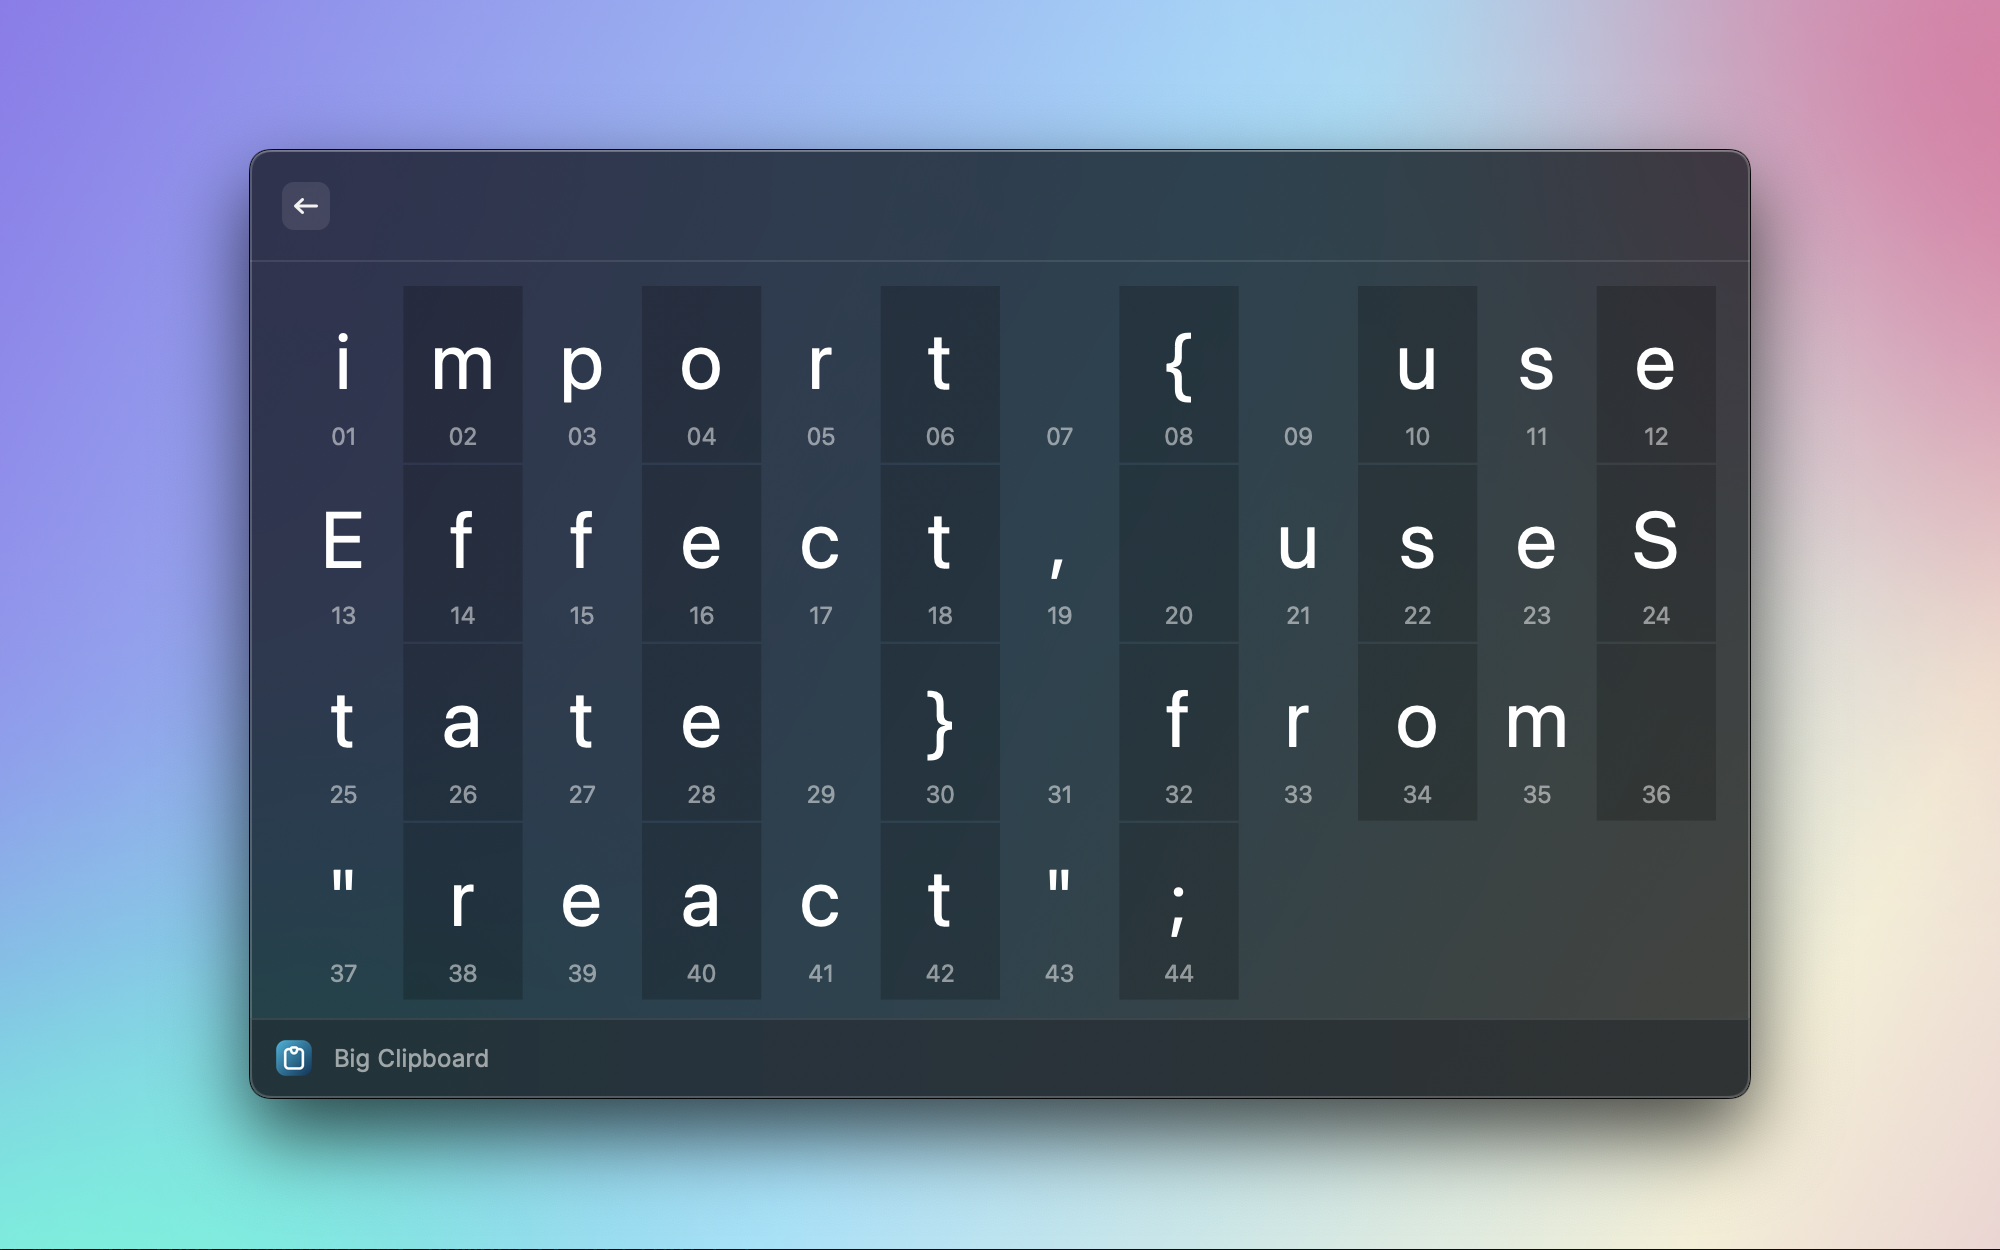 i m p o r t { u s e
01 02 03 04 05 06 07 08 09 10 11 12
E f f e c t , u s e S
13 14 15 16 17 18 19 20 21 22 23 24
t a t e } f r o m
25 26 27 28 29 30 31 32 33 34 35 36
" r e a c t " ;
37 38 39 40 41 42 43 44
Big Clipboard